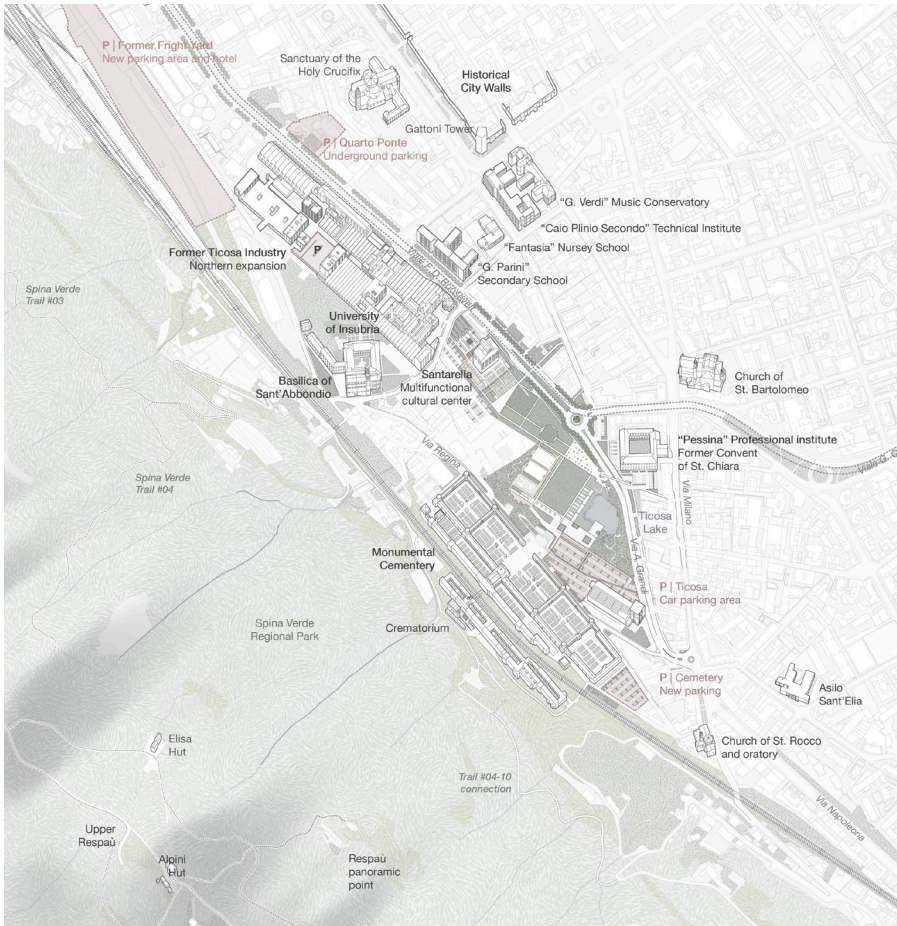 P | Former Fright Yard
New parking area and hotel
Sanctuary of the
Holy Crucifix
Historical
City Walls
Gattoni Tower
P | Quarto Ponte
Underground parking
"G. Verdi" Music Conservatory
"Caio Plinio Secondo" Technical Institute
"Fantasia" Nursey School
"G. Parini"
Secondary School
Former Ticosa Industry
Northern expansion
P
Viale F. D. Roosevelt
Spina Verde
Trail #03
University
of Insubria
Basilica of
Sant'Abbondio
Santarella
Multifunctional
cultural center
Church of
St. Bartolomeo
"Pessina" Professional institute
Former Convent
of St. Chiara
Viale G. C
Via Regina
Via Milano
Spina Verde
Trail #04
Ticosa
Lake
Via A. Grandi
Monumental
Cementery
P | Ticosa
Car parking area
Crematorium
Spina Verde
Regional Park
P | Cemetery
New parking
Asilo
Sant'Elia
Church of St. Rocco
and oratory
Elisa
Hut
Trail #04-10
connection
Via Napoleona
Upper
Respaù
Alpini
Hut
Respaù
panoramic
point